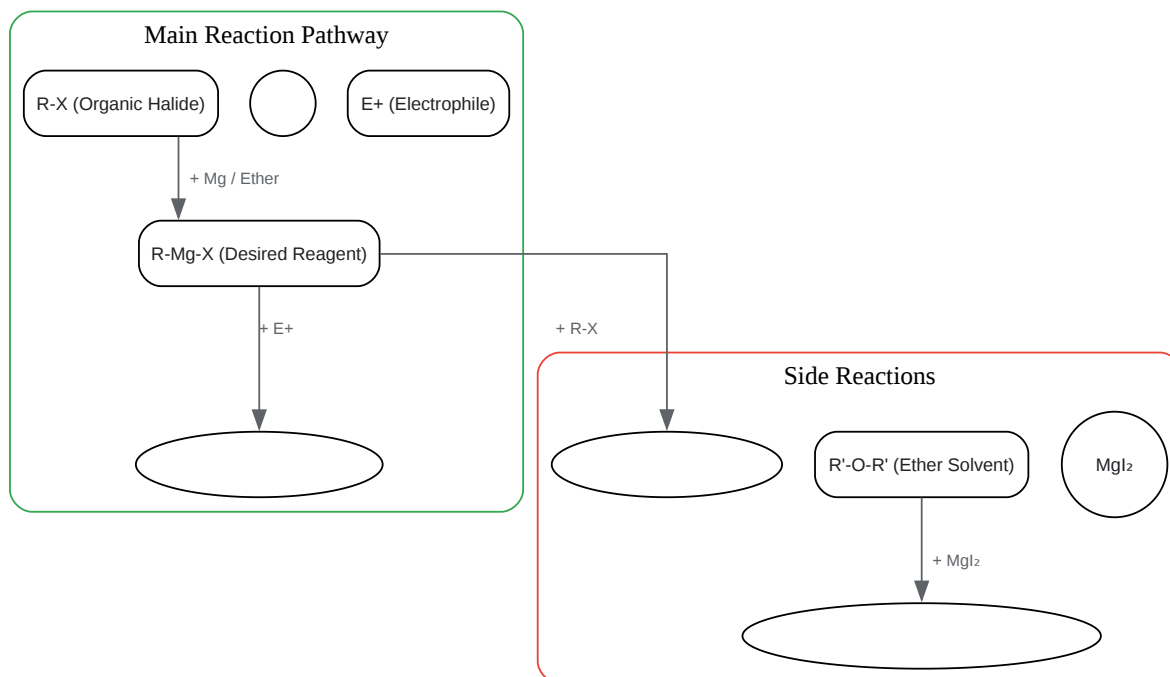 Main Reaction Pathway
R-X (Organic Halide)
E+ (Electrophile)
+ Mg / Ether
R-Mg-X (Desired Reagent)
+ E+
+ R-X
Side Reactions
R'-O-R' (Ether Solvent)
MgI₂
+ MgI₂